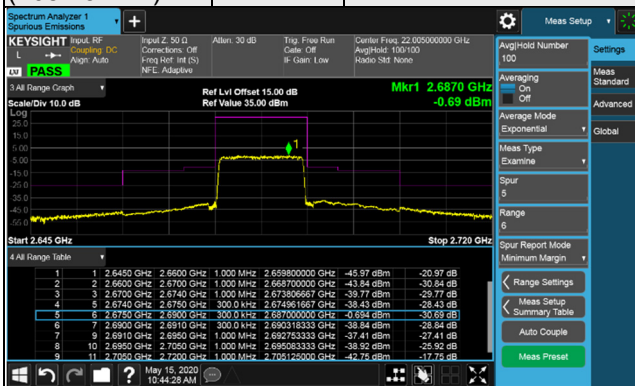 Spectrum Analyzer 1
Spurious Emissions
Meas Setup
KEYSIGHT Input: RF
Coupling: DC
Align: Auto
Input Z: 50 Ω
Corrections: Off
Freq Ref: Int (S)
NFE: Adaptive
Atten: 30 dB
Trig: Free Run
Gate: Off
IF Gain: Low
Center Freq: 22.005000000 GHz
Avg|Hold: 100/100
Radio Std: None
LXI PASS
3 All Range Graph
Scale/Div 10.0 dB
Ref Lvl Offset 15.00 dB
Ref Value 35.00 dBm
Mkr1 2.6870 GHz
-0.69 dBm
Log
25.0
15.0
5.00
-5.00
-15.0
-25.0
-35.0
-45.0
-55.0
1
Start 2.645 GHz
Stop 2.720 GHz
4 All Range Table
1 1 2.6450 GHz 2.6600 GHz 1.000 MHz 2.659800000 GHz -45.97 dBm -20.97 dB
2 2 2.6600 GHz 2.6700 GHz 1.000 MHz 2.668700000 GHz -43.84 dBm -30.84 dB
3 3 2.6700 GHz 2.6740 GHz 1.000 MHz 2.673806667 GHz -39.77 dBm -29.77 dB
4 5 2.6740 GHz 2.6750 GHz 300.0 kHz 2.674961667 GHz -38.43 dBm -28.43 dB
5 6 2.6750 GHz 2.6900 GHz 300.0 kHz 2.687000000 GHz -0.694 dBm -30.69 dB
6 7 2.6900 GHz 2.6910 GHz 300.0 kHz 2.690318333 GHz -38.84 dBm -28.84 dB
7 9 2.6910 GHz 2.6950 GHz 1.000 MHz 2.692753333 GHz -37.41 dBm -27.41 dB
8 10 2.6950 GHz 2.7050 GHz 1.000 MHz 2.695083333 GHz -38.92 dBm -25.92 dB
9 11 2.7050 GHz 2.7200 GHz 1.000 MHz 2.705125000 GHz -42.75 dBm -17.75 dB
Avg|Hold Number
100
Averaging
On
Off
Average Mode
Exponential
Meas Type
Examine
Spur
5
Range
6
Spur Report Mode
Minimum Margin
Range Settings
Meas Setup
Summary Table
Auto Couple
Meas Preset
Settings
Meas
Standard
Advanced
Global
May 15, 2020
10:44:28 AM